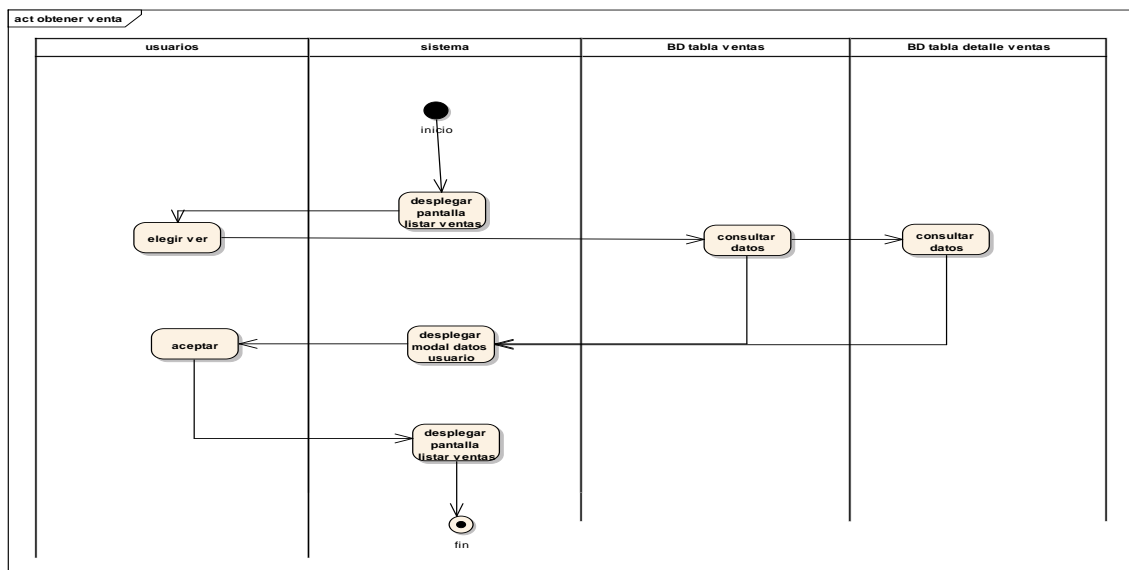 act obtener venta
usuarios
sistema
BD tabla ventas
BD tabla detalle ventas
inicio
desplegar
pantalla
listar ventas
elegir ver
consultar
datos
consultar
datos
aceptar
desplegar
modal datos
usuario
desplegar
pantalla
listar ventas
fin